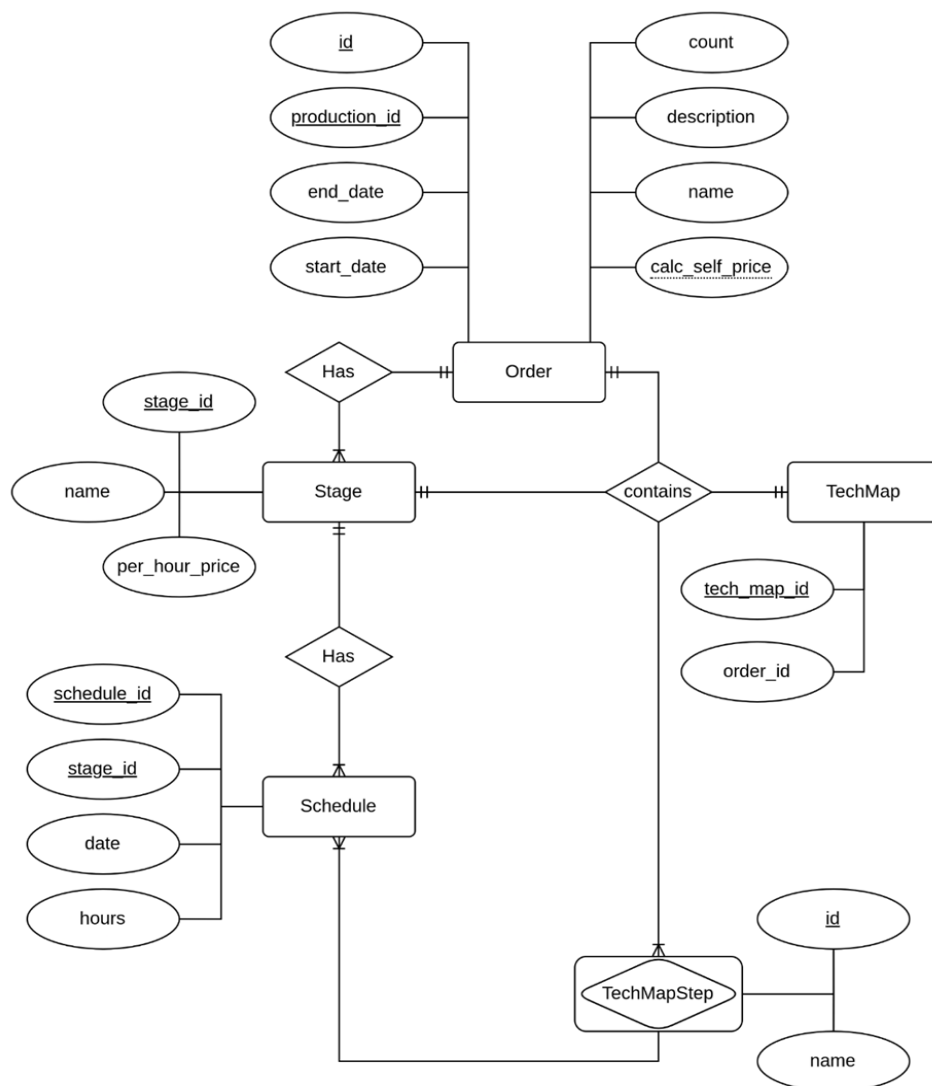 id
count
production_id
description
end_date
name
start_date
calc_self_price
Has
Order
stage_id
name
Stage
contains
TechMap
per_hour_price
tech_map_id
Has
order_id
schedule_id
stage_id
Schedule
date
hours
id
TechMapStep
name